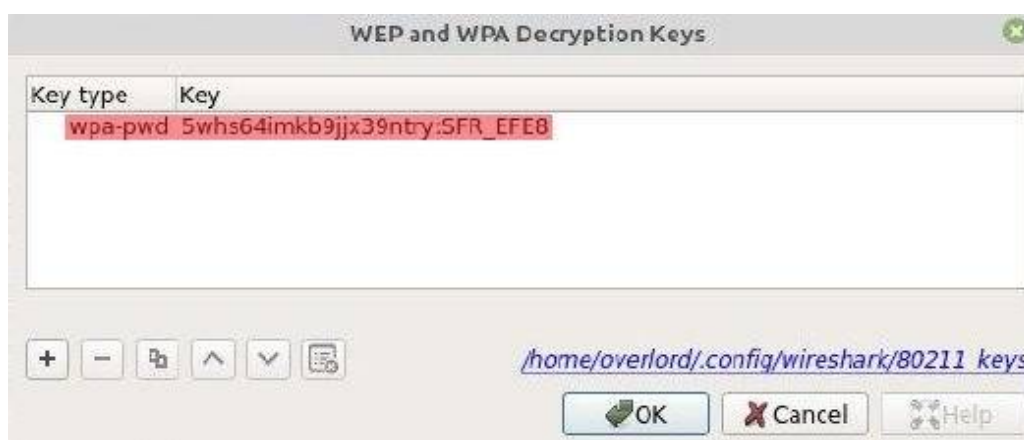 WEP and WPA Decryption Keys
Key type Key
wpa-pwd 5whs64imkb9jjx39ntry:SFR_EFE8
/home/overlord/.config/wireshark/80211_keys
OK Cancel Help